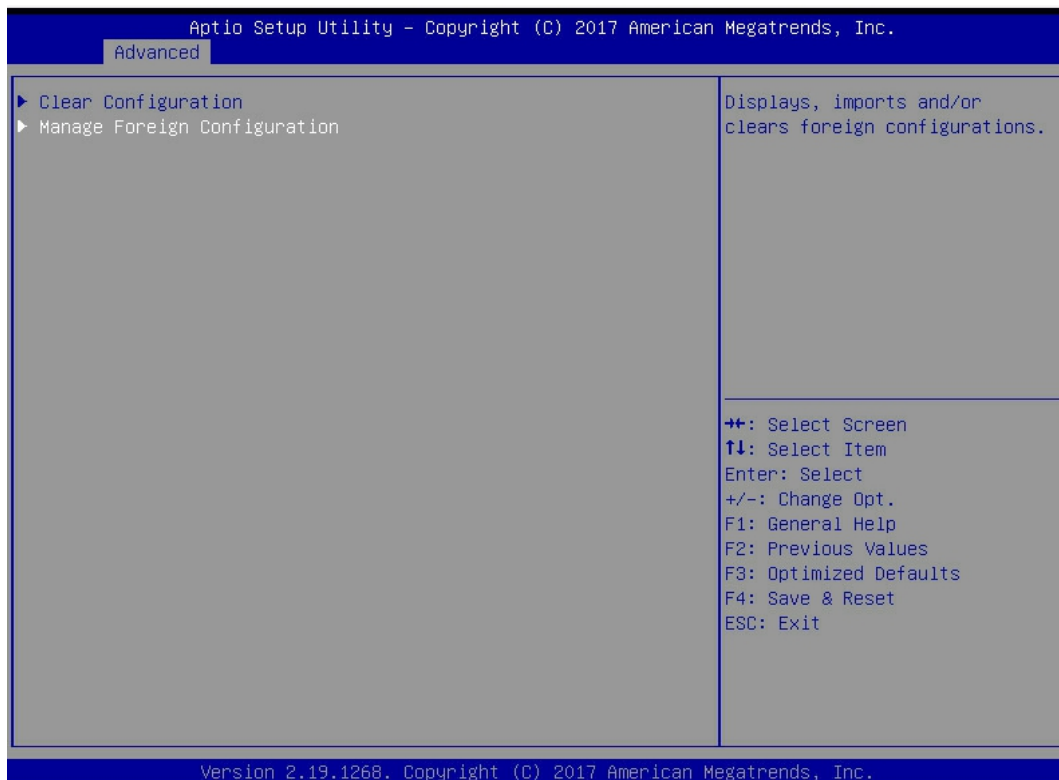 Aptio Setup Utility – Copyright (C) 2017 American Megatrends, Inc.
Advanced
▶ Clear Configuration
▶ Manage Foreign Configuration
Displays, imports and/or
clears foreign configurations.
→←: Select Screen
↑↓: Select Item
Enter: Select
+/-: Change Opt.
F1: General Help
F2: Previous Values
F3: Optimized Defaults
F4: Save & Reset
ESC: Exit
Version 2.19.1268. Copyright (C) 2017 American Megatrends, Inc.